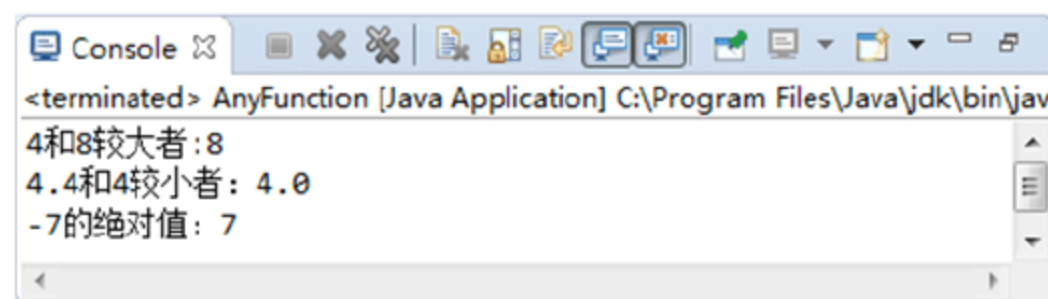 Console
<terminated> AnyFunction [Java Application] C:\Program Files\Java\jdk\bin\jav
4和8较大者:8
4.4和4较小者：4.0
-7的绝对值：7